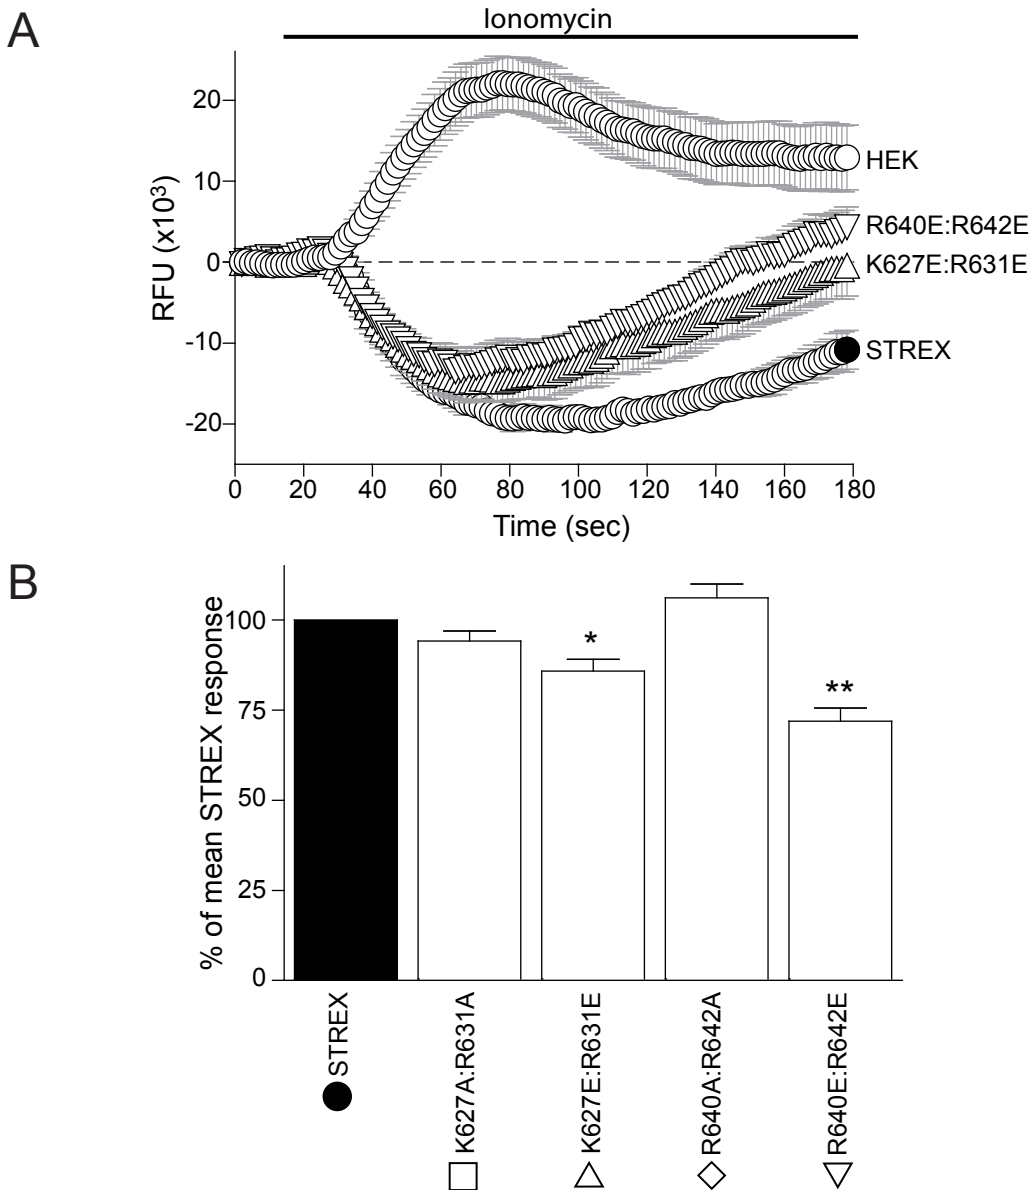 A
Ionomycin
20
10
0
-10
-20
RFU (x10³)
HEK
R640E:R642E
K627E:R631E
STREX
0 20 40 60 80 100 120 140 160 180
Time (sec)
B
% of mean STREX response
100
75
50
25
0
*
**
STREX
K627A:R631A
K627E:R631E
R640A:R642A
R640E:R642E